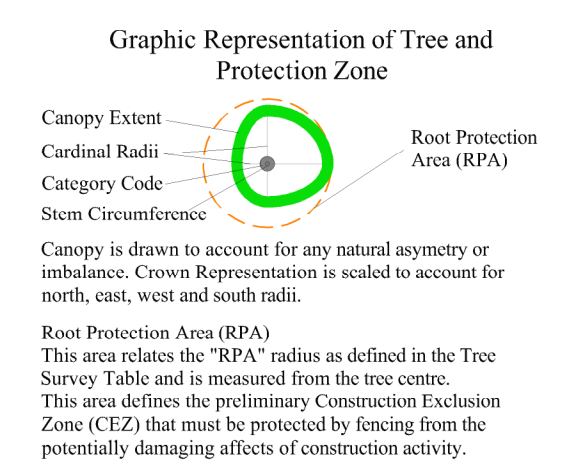 Graphic Representation of Tree and
Protection Zone
Canopy Extent
Cardinal Radii
Category Code
Stem Circumference
Root Protection
Area (RPA)
Canopy is drawn to account for any natural asymetry or
imbalance. Crown Representation is scaled to account for
north, east, west and south radii.
Root Protection Area (RPA)
This area relates the "RPA" radius as defined in the Tree
Survey Table and is measured from the tree centre.
This area defines the preliminary Construction Exclusion
Zone (CEZ) that must be protected by fencing from the
potentially damaging affects of construction activity.